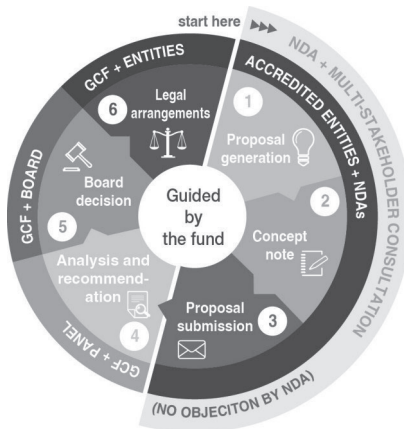 start here
NDA + MULTI-STAKEHOLDER CONSULTATION
(NO OBJECITON BY NDA)
ACCREDITED ENTITIES + NDAs
GCF + PANEL
GCF + BOARD
GCF + ENTITIES
Guided
by
the fund
1
Proposal
generation
2
Concept
note
3
Proposal
submission
4
Analysis and
recommend-
ation
5
Board
decision
6
Legal
arrangements